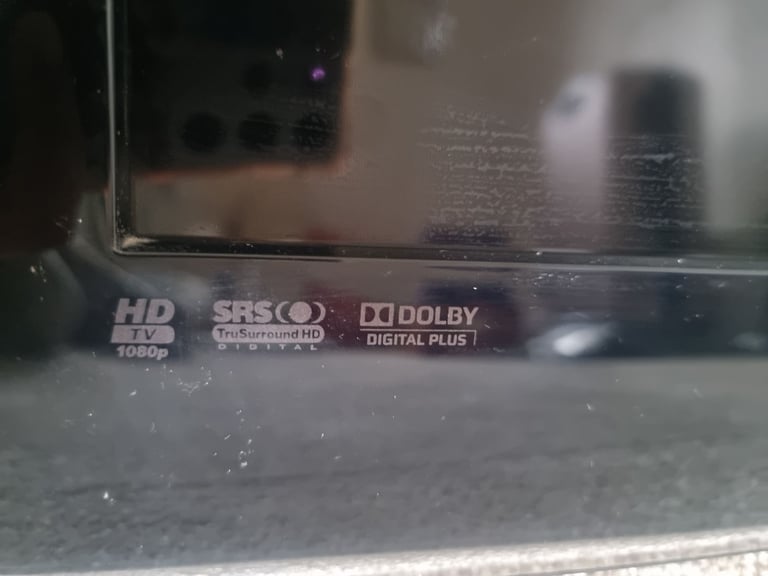 HD
TV
1080p
SRS
TruSurround HD
DIGITAL
DOLBY
DIGITAL PLUS